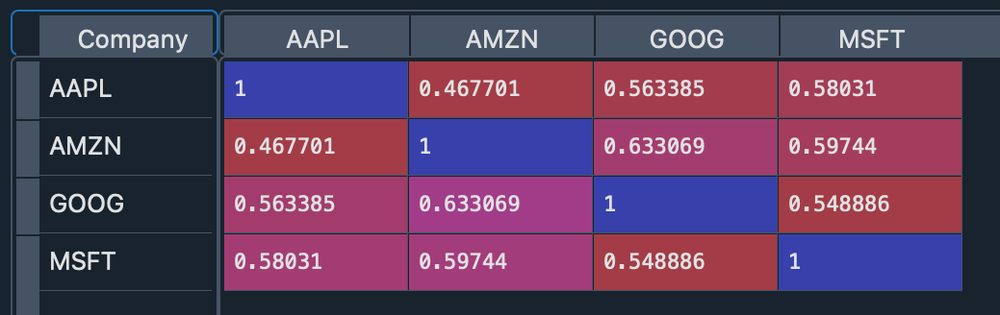 Company AAPL AMZN GOOG MSFT
AAPL 1 0.467701 0.563385 0.58031
AMZN 0.467701 1 0.633069 0.59744
GOOG 0.563385 0.633069 1 0.548886
MSFT 0.58031 0.59744 0.548886 1